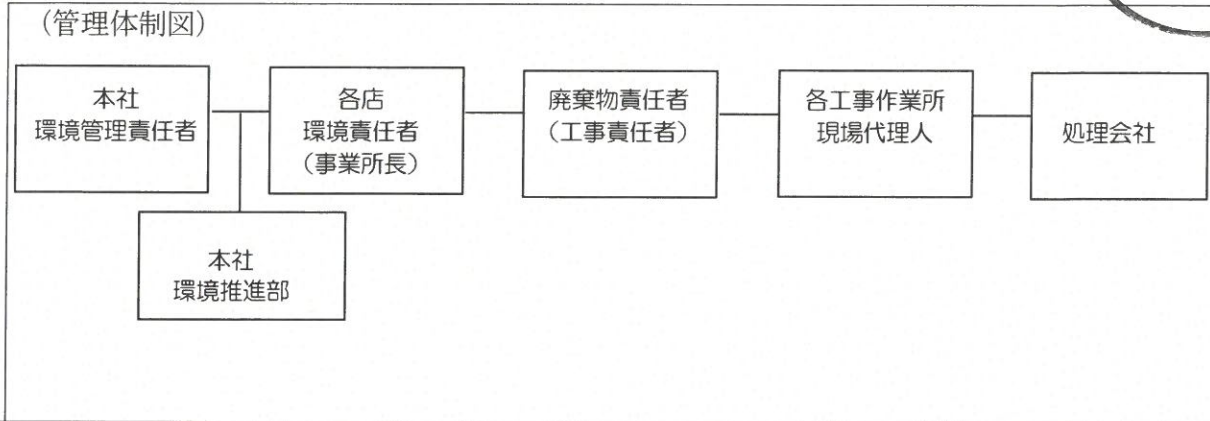 （管理体制図）
本社
環境管理責任者
各店
環境責任者
（事業所長）
廃棄物責任者
（工事責任者）
各工事作業所
現場代理人
処理会社
本社
環境推進部